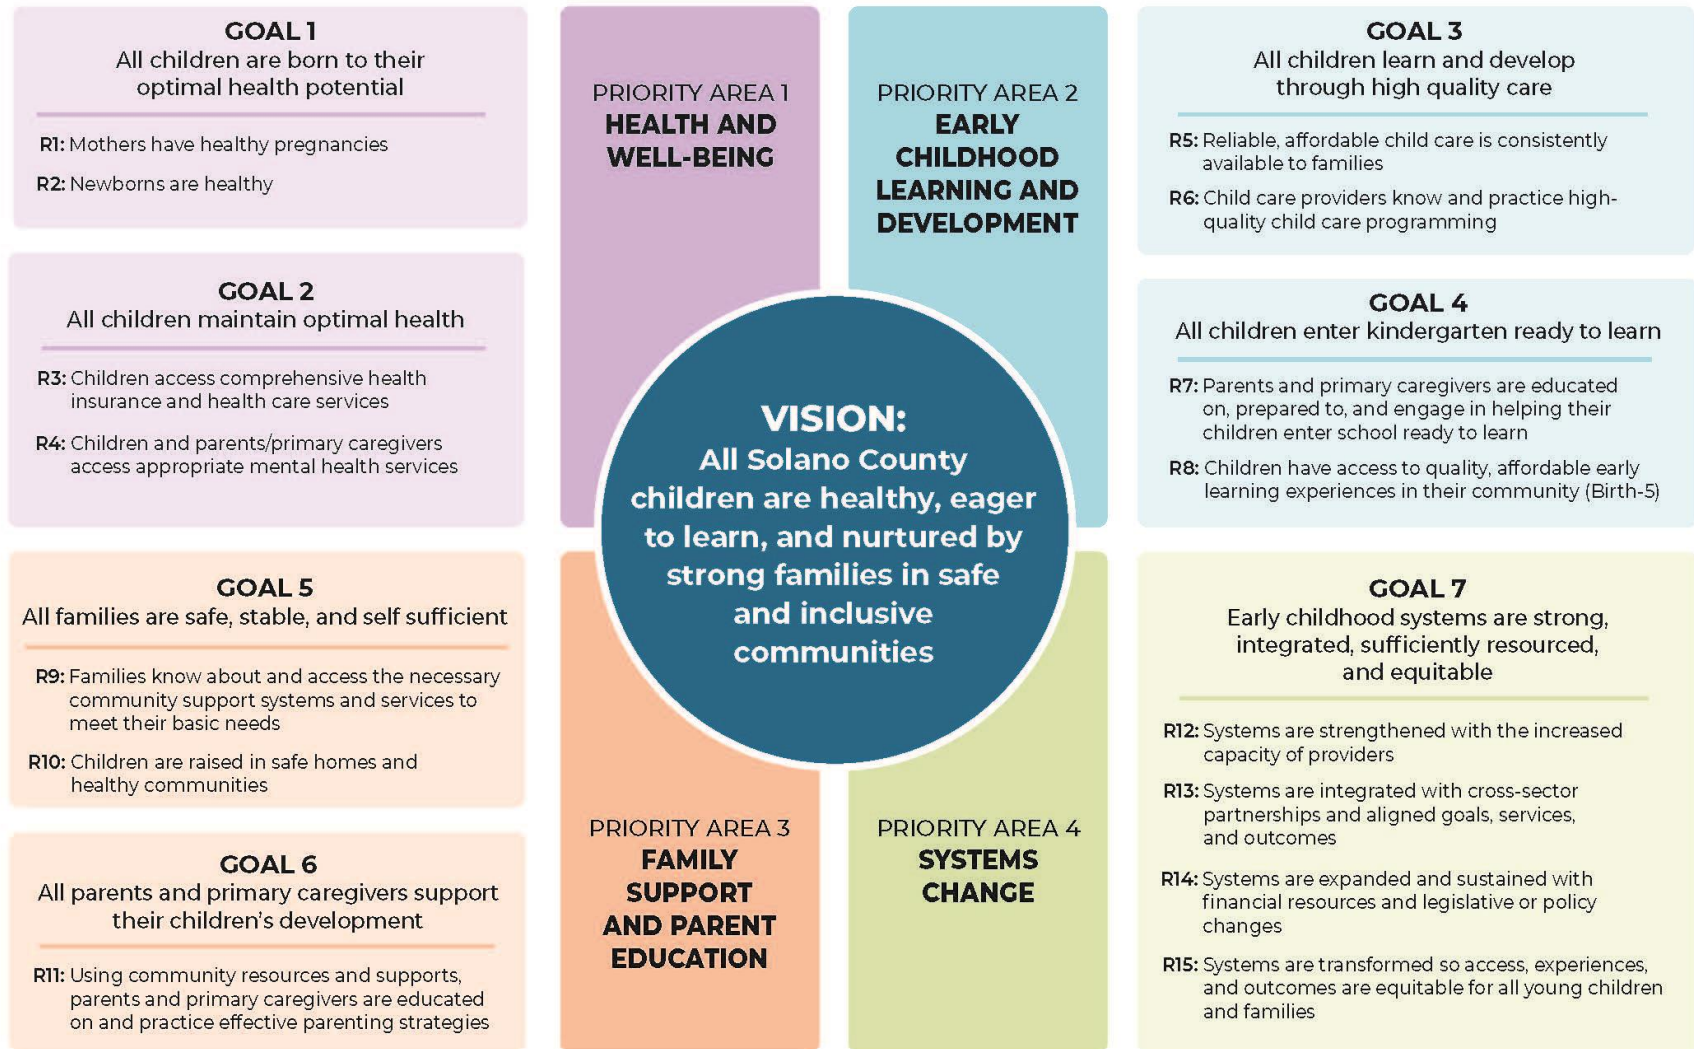 GOAL 1
All children are born to their
optimal health potential
R1: Mothers have healthy pregnancies
R2: Newborns are healthy
GOAL 2
All children maintain optimal health
R3: Children access comprehensive health
insurance and health care services
R4: Children and parents/primary caregivers
access appropriate mental health services
PRIORITY AREA 1
HEALTH AND
WELL-BEING
PRIORITY AREA 2
EARLY
CHILDHOOD
LEARNING AND
DEVELOPMENT
GOAL 3
All children learn and develop
through high quality care
R5: Reliable, affordable child care is consistently
available to families
R6: Child care providers know and practice high-
quality child care programming
GOAL 4
All children enter kindergarten ready to learn
R7: Parents and primary caregivers are educated
on, prepared to, and engage in helping their
children enter school ready to learn
R8: Children have access to quality, affordable early
learning experiences in their community (Birth-5)
VISION:
All Solano County
children are healthy, eager
to learn, and nurtured by
strong families in safe
and inclusive
communities
GOAL 5
All families are safe, stable, and self sufficient
R9: Families know about and access the necessary
community support systems and services to
meet their basic needs
R10: Children are raised in safe homes and
healthy communities
GOAL 6
All parents and primary caregivers support
their children's development
R11: Using community resources and supports,
parents and primary caregivers are educated
on and practice effective parenting strategies
PRIORITY AREA 3
FAMILY
SUPPORT
AND PARENT
EDUCATION
PRIORITY AREA 4
SYSTEMS
CHANGE
GOAL 7
Early childhood systems are strong,
integrated, sufficiently resourced,
and equitable
R12: Systems are strengthened with the increased
capacity of providers
R13: Systems are integrated with cross-sector
partnerships and aligned goals, services,
and outcomes
R14: Systems are expanded and sustained with
financial resources and legislative or policy
changes
R15: Systems are transformed so access, experiences,
and outcomes are equitable for all young children
and families